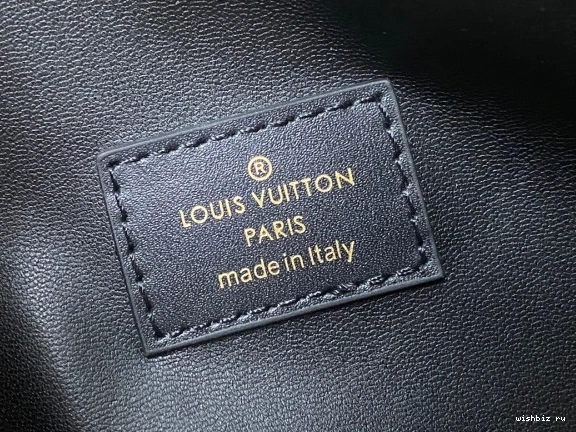 ®
LOUIS VUITTON
PARIS
made in Italy
wishbiz ru